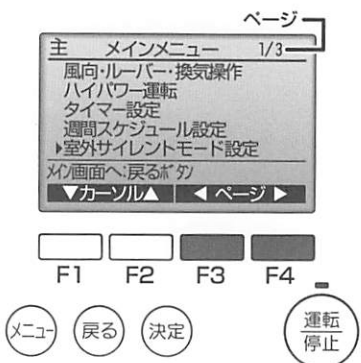 ページ
主 メインメニュー 1/3
風向・ルーバー・換気操作
ハイパワー運転
タイマー設定
週間スケジュール設定
▶室外サイレントモード設定
メイン画面へ:戻るボタン
▼カーソル▲ ◀ ページ ▶
F1 F2 F3 F4
メニュー 戻る 決定 運転
停止